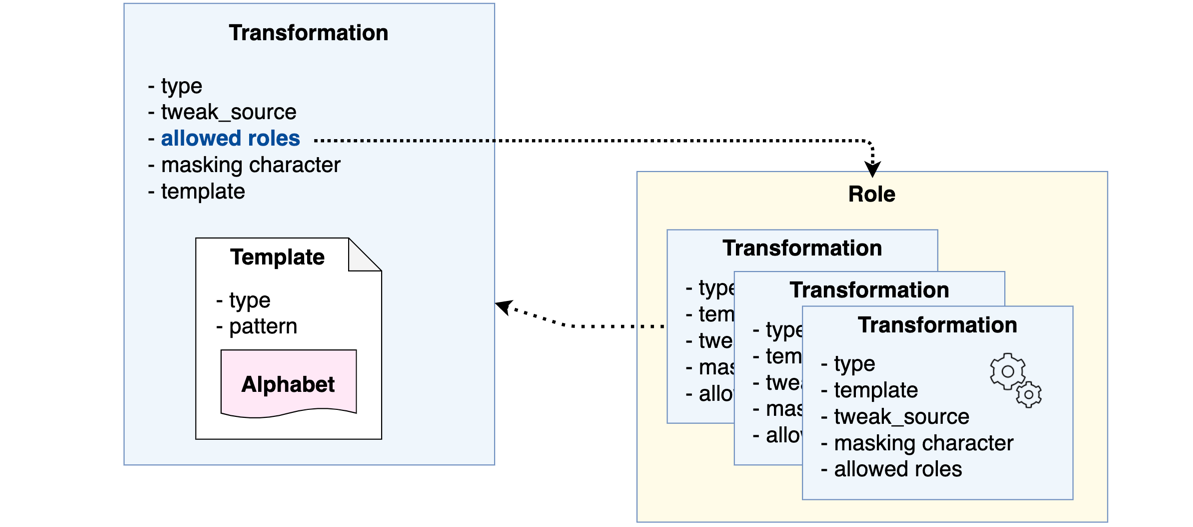 Transformation
- type
- tweak_source
- allowed roles
- masking character
- template
Template
- type
- pattern
Alphabet
Role
Transformation
- type
- tem
- twe
- mas
- allo
Transformation
- type
- tem
- twea
- mas
- allow
Transformation
- type
- template
- tweak_source
- masking character
- allowed roles